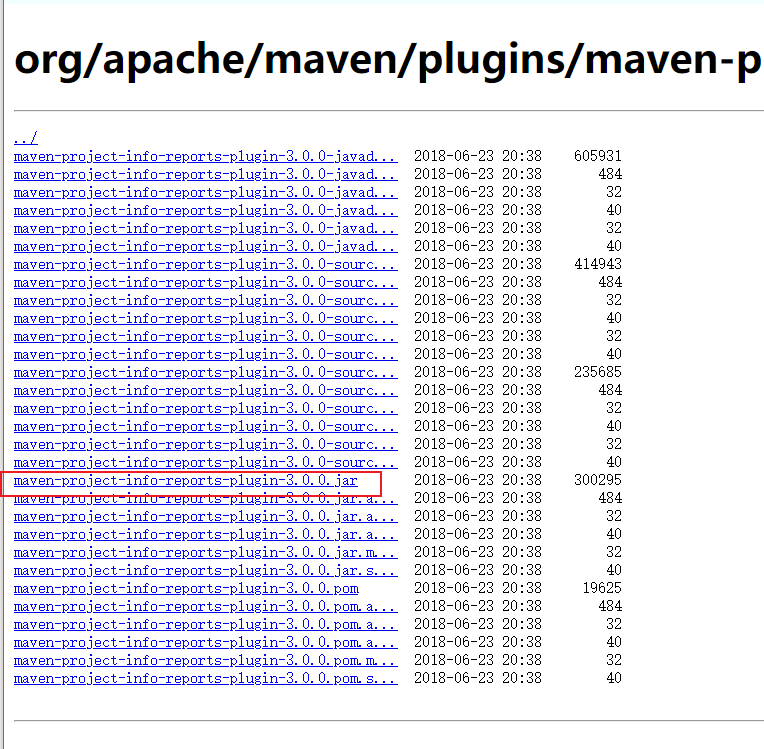 org/apache/maven/plugins/maven-p
../
maven-project-info-reports-plugin-3.0.0-javad... 2018-06-23 20:38 605931
maven-project-info-reports-plugin-3.0.0-javad... 2018-06-23 20:38 484
maven-project-info-reports-plugin-3.0.0-javad... 2018-06-23 20:38 32
maven-project-info-reports-plugin-3.0.0-javad... 2018-06-23 20:38 40
maven-project-info-reports-plugin-3.0.0-javad... 2018-06-23 20:38 32
maven-project-info-reports-plugin-3.0.0-javad... 2018-06-23 20:38 40
maven-project-info-reports-plugin-3.0.0-sourc... 2018-06-23 20:38 414943
maven-project-info-reports-plugin-3.0.0-sourc... 2018-06-23 20:38 484
maven-project-info-reports-plugin-3.0.0-sourc... 2018-06-23 20:38 32
maven-project-info-reports-plugin-3.0.0-sourc... 2018-06-23 20:38 40
maven-project-info-reports-plugin-3.0.0-sourc... 2018-06-23 20:38 32
maven-project-info-reports-plugin-3.0.0-sourc... 2018-06-23 20:38 40
maven-project-info-reports-plugin-3.0.0-sourc... 2018-06-23 20:38 235685
maven-project-info-reports-plugin-3.0.0-sourc... 2018-06-23 20:38 484
maven-project-info-reports-plugin-3.0.0-sourc... 2018-06-23 20:38 32
maven-project-info-reports-plugin-3.0.0-sourc... 2018-06-23 20:38 40
maven-project-info-reports-plugin-3.0.0-sourc... 2018-06-23 20:38 32
maven-project-info-reports-plugin-3.0.0-sourc... 2018-06-23 20:38 40
maven-project-info-reports-plugin-3.0.0.jar 2018-06-23 20:38 300295
maven-project-info-reports-plugin-3.0.0.jar.a... 2018-06-23 20:38 484
maven-project-info-reports-plugin-3.0.0.jar.a... 2018-06-23 20:38 32
maven-project-info-reports-plugin-3.0.0.jar.a... 2018-06-23 20:38 40
maven-project-info-reports-plugin-3.0.0.jar.m... 2018-06-23 20:38 32
maven-project-info-reports-plugin-3.0.0.jar.s... 2018-06-23 20:38 40
maven-project-info-reports-plugin-3.0.0.pom 2018-06-23 20:38 19625
maven-project-info-reports-plugin-3.0.0.pom.a... 2018-06-23 20:38 484
maven-project-info-reports-plugin-3.0.0.pom.a... 2018-06-23 20:38 32
maven-project-info-reports-plugin-3.0.0.pom.a... 2018-06-23 20:38 40
maven-project-info-reports-plugin-3.0.0.pom.m... 2018-06-23 20:38 32
maven-project-info-reports-plugin-3.0.0.pom.s... 2018-06-23 20:38 40